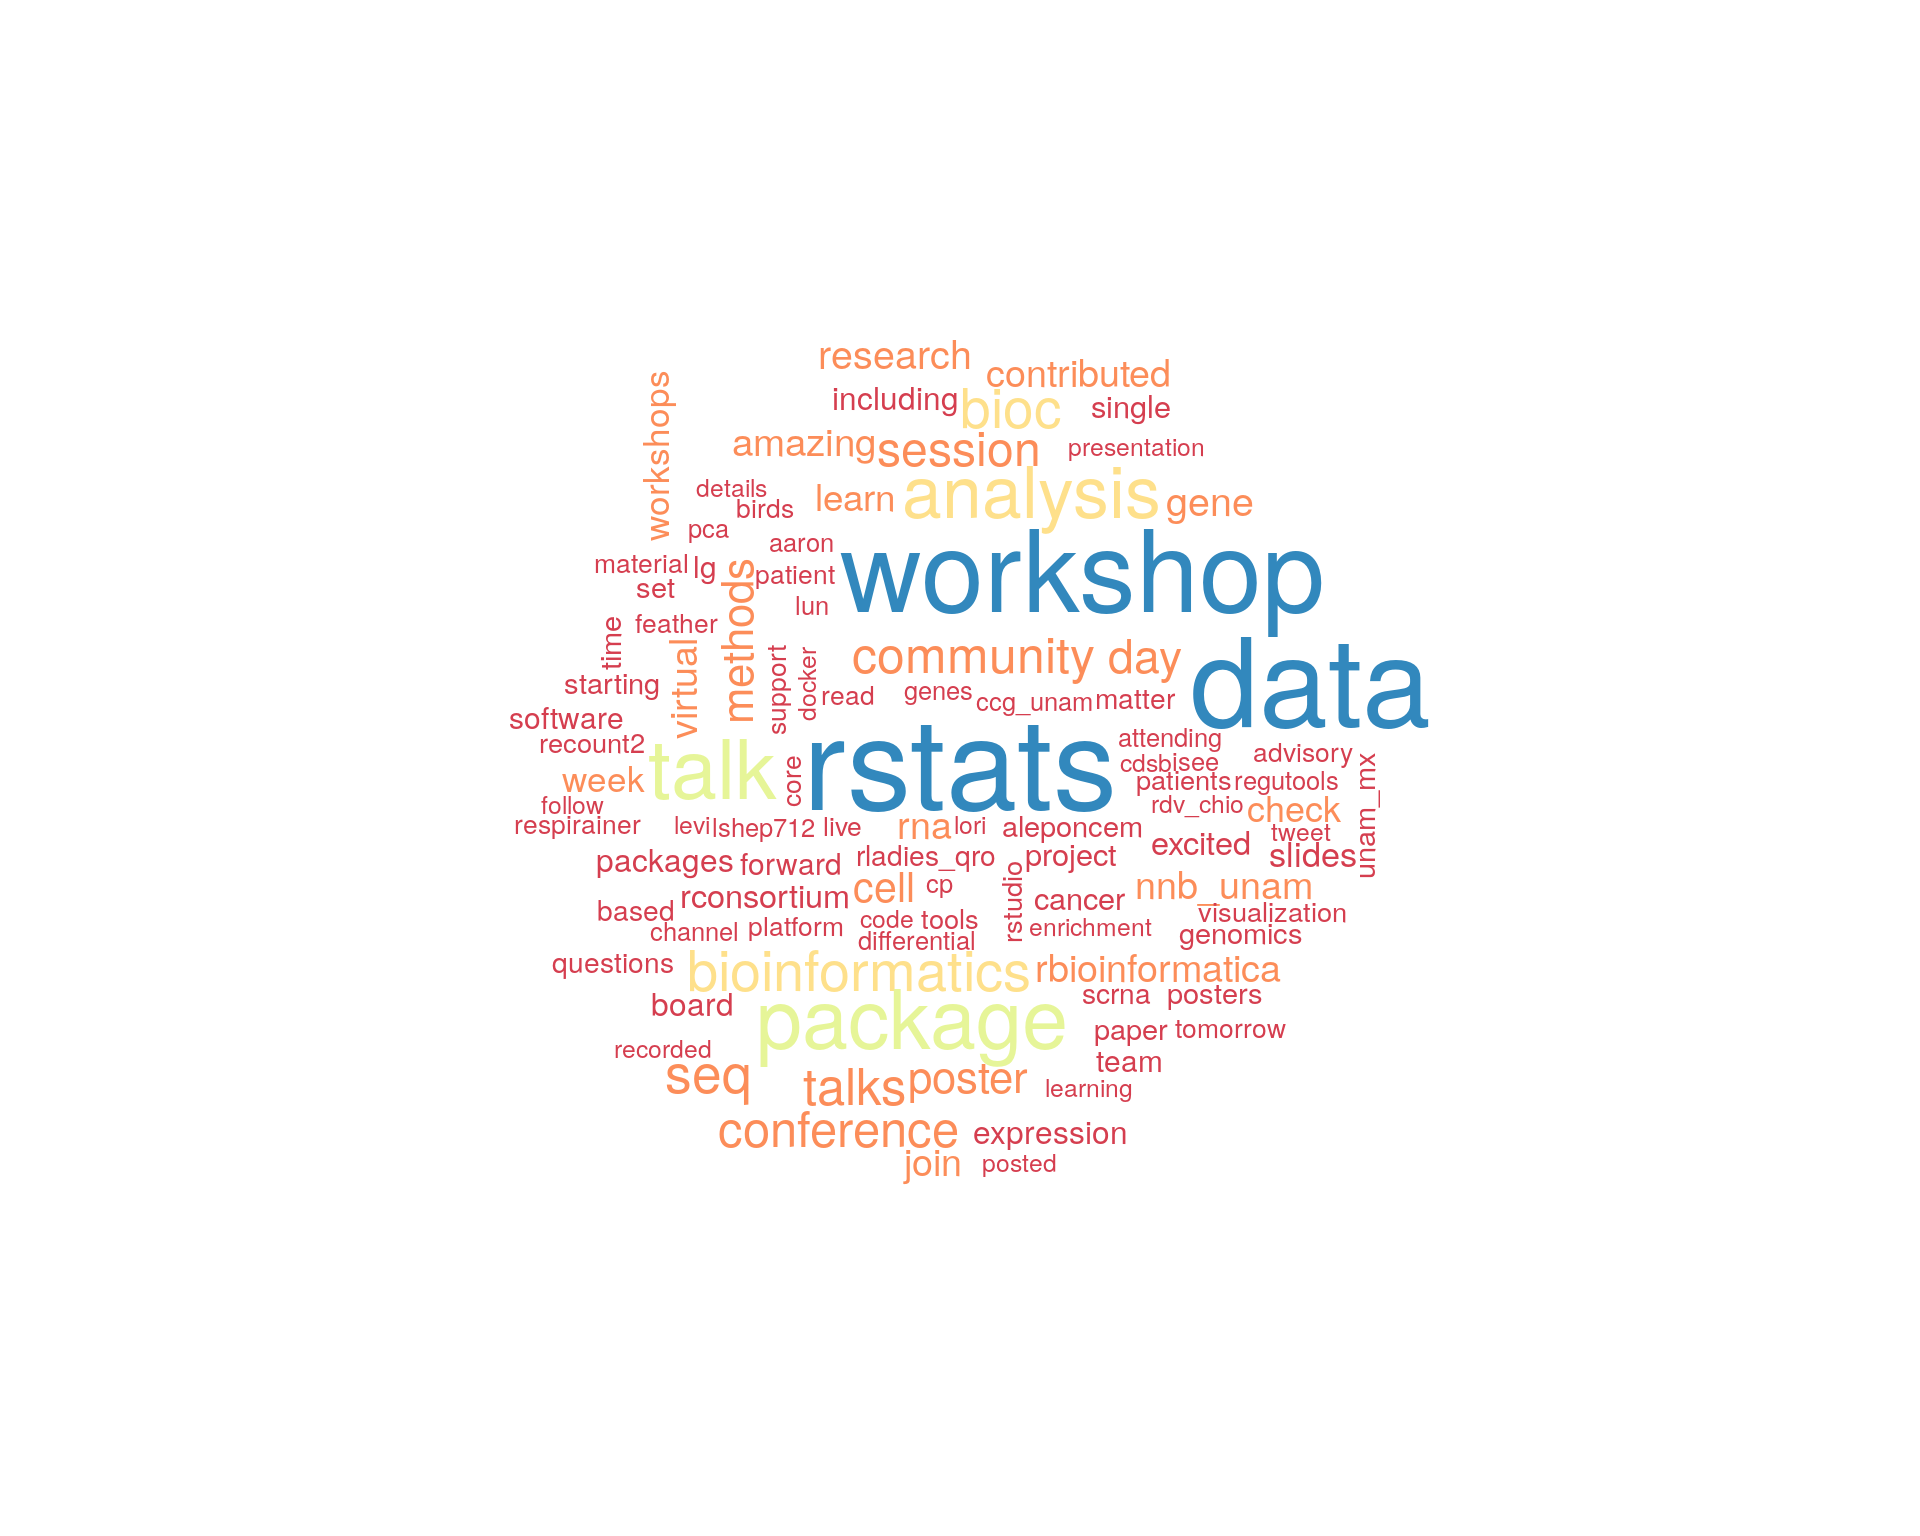 research
contributed
including
bioc
single
workshops
amazing
session
presentation
details
birds
learn
analysis
gene
pca
aaron
workshop
material
lg
patient
set
methods
lun
feather
time
virtual
community
day
data
support
docker
starting
read
genes
ccg_unam
matter
software
recount2
talk
core
rstats
attending
advisory
cdsbisee
unam_mx
week
patients
regutools
follow
rdv_chio
check
respirainer
levi
lshep712
live
rna
lori
aleponcem
tweet
packages
forward
rladies_qro
project
excited
slides
rconsortium
cell
cp
rstudio
cancer
nnb_unam
based
channel
platform
code
tools
differential
enrichment
visualization
genomics
questions
bioinformatics
rbioinformatica
board
package
scrna
posters
paper
tomorrow
recorded
team
seq
talks
poster
learning
conference
expression
join
posted